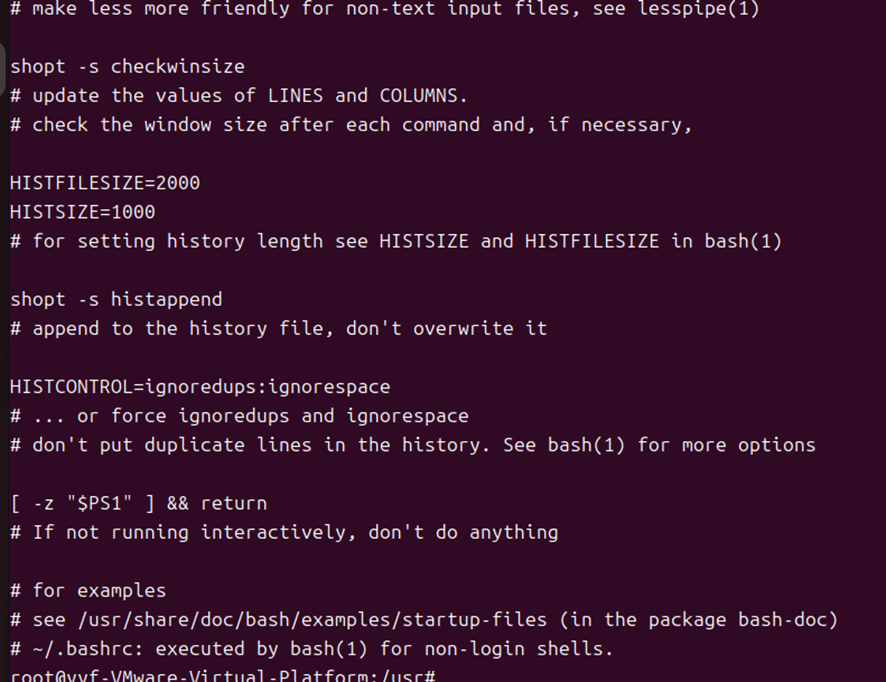 # make less more friendly for non-text input files, see lesspipe(1)

shopt -s checkwinsize
# update the values of LINES and COLUMNS.
# check the window size after each command and, if necessary,

HISTFILESIZE=2000
HISTSIZE=1000
# for setting history length see HISTSIZE and HISTFILESIZE in bash(1)

shopt -s histappend
# append to the history file, don't overwrite it

HISTCONTROL=ignoredups:ignorespace
# ... or force ignoredups and ignorespace
# don't put duplicate lines in the history. See bash(1) for more options

[ -z "$PS1" ] && return
# If not running interactively, don't do anything

# for examples
# see /usr/share/doc/bash/examples/startup-files (in the package bash-doc)
# ~/.bashrc: executed by bash(1) for non-login shells.
root@yyf-VMware-Virtual-Platform:/usr#